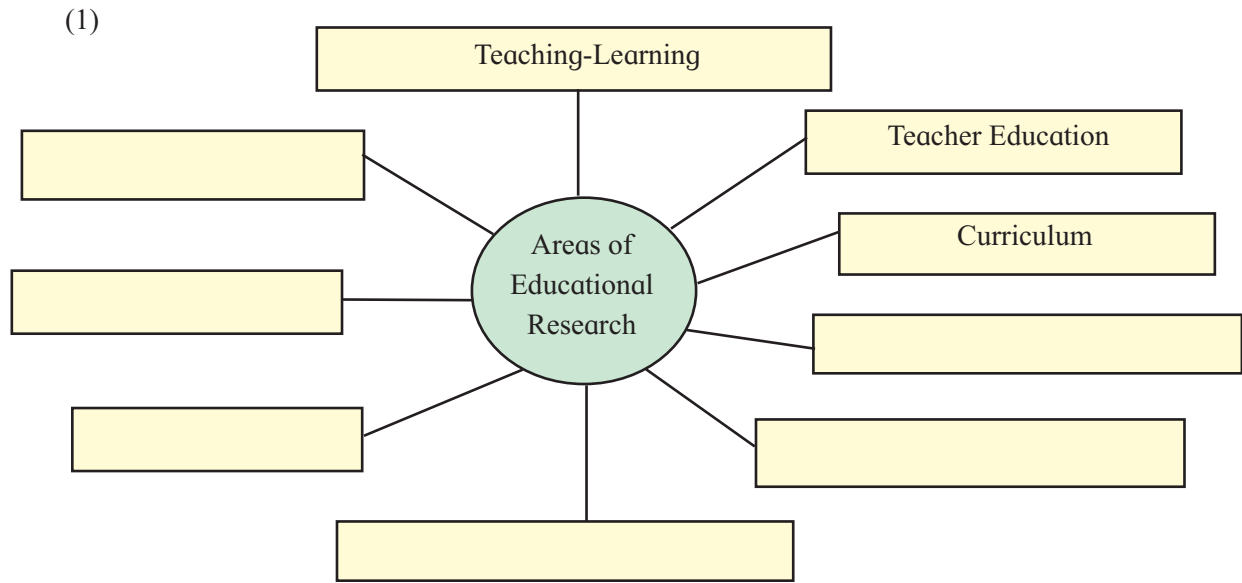 (1)
Teaching-Learning
Teacher Education
Curriculum
Areas of
Educational
Research